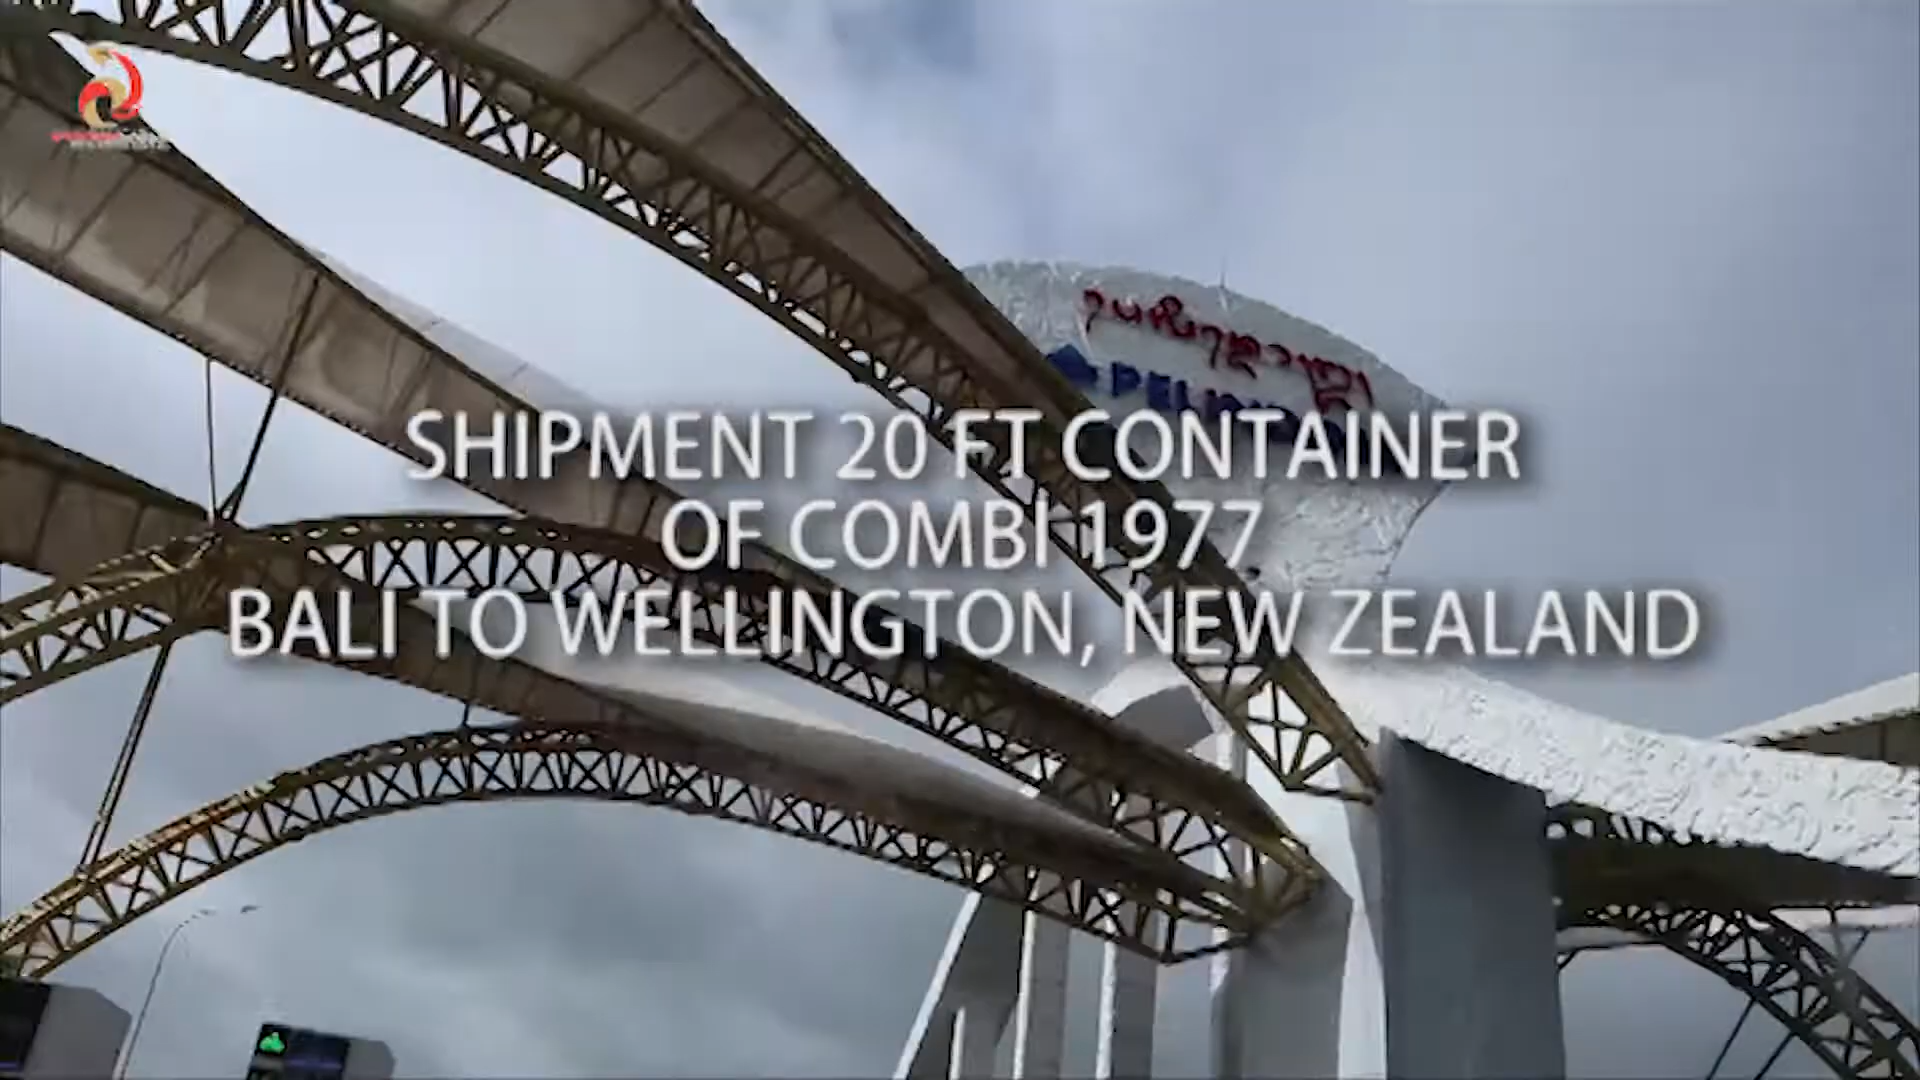 SHIPMENT 20 FT CONTAINER
OF COMBI 1977
BALI TO WELLINGTON, NEW ZEALAND